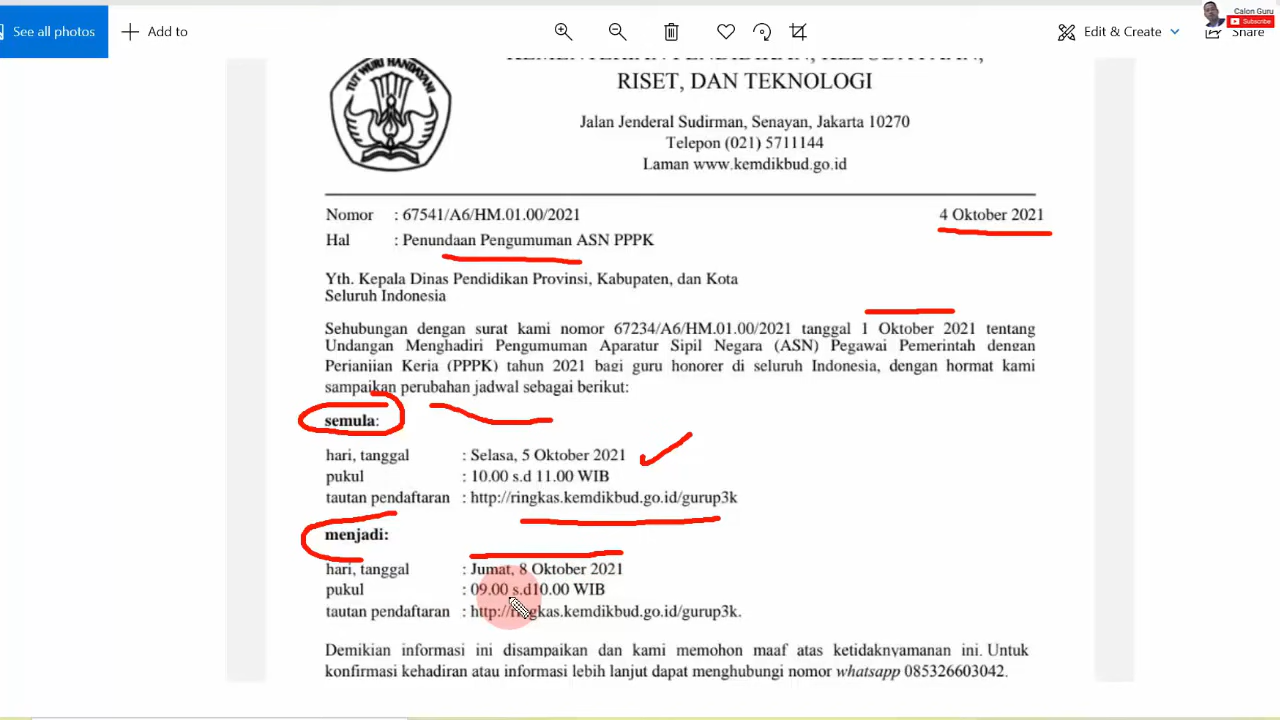 See all photos
Add to
Edit & Create
Share
Calon Guru
Subscribe
TUT WURI HANDAYANI
RISET, DAN TEKNOLOGI
Jalan Jenderal Sudirman, Senayan, Jakarta 10270
Telepon (021) 5711144
Laman www.kemdikbud.go.id
Nomor : 67541/A6/HM.01.00/2021
4 Oktober 2021
Hal : Penundaan Pengumuman ASN PPPK
Yth. Kepala Dinas Pendidikan Provinsi, Kabupaten, dan Kota
Seluruh Indonesia
Sehubungan dengan surat kami nomor 67234/A6/HM.01.00/2021 tanggal 1 Oktober 2021 tentang
Undangan Menghadiri Pengumuman Aparatur Sipil Negara (ASN) Pegawai Pemerintah dengan
Perjanjian Kerja (PPPK) tahun 2021 bagi guru honorer di seluruh Indonesia, dengan hormat kami
sampaikan perubahan jadwal sebagai berikut:
semula:
hari, tanggal : Selasa, 5 Oktober 2021
pukul : 10.00 s.d 11.00 WIB
tautan pendaftaran : http://ringkas.kemdikbud.go.id/gurup3k
menjadi:
hari, tanggal : Jumat, 8 Oktober 2021
pukul : 09.00 s.d10.00 WIB
tautan pendaftaran : http://ringkas.kemdikbud.go.id/gurup3k.
Demikian informasi ini disampaikan dan kami memohon maaf atas ketidaknyamanan ini. Untuk
konfirmasi kehadiran atau informasi lebih lanjut dapat menghubungi nomor whatsapp 085326603042.